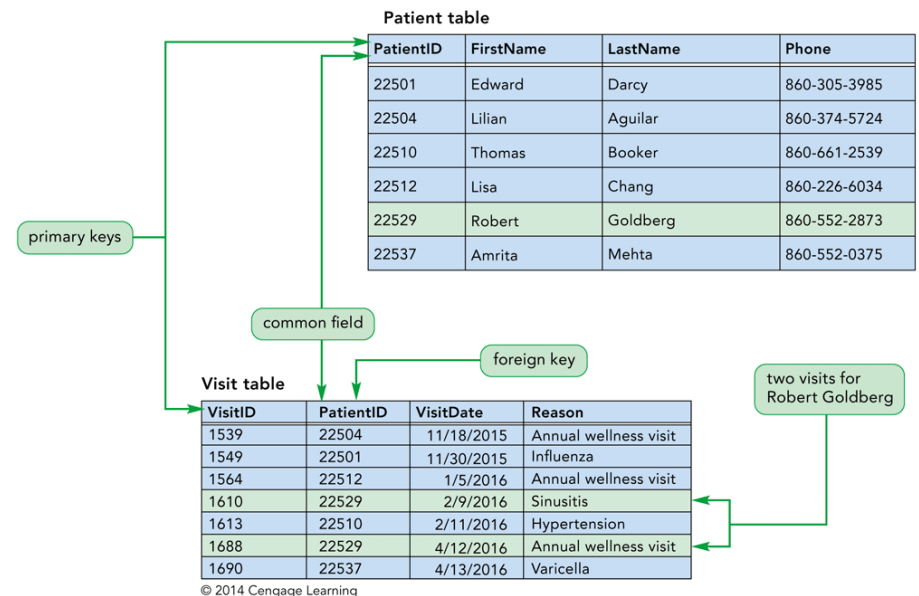 Patient table
PatientID FirstName LastName Phone
22501 Edward Darcy 860-305-3985
22504 Lilian Aguilar 860-374-5724
22510 Thomas Booker 860-661-2539
22512 Lisa Chang 860-226-6034
22529 Robert Goldberg 860-552-2873
22537 Amrita Mehta 860-552-0375
primary keys
common field
foreign key
two visits for
Robert Goldberg
Visit table
VisitID PatientID VisitDate Reason
1539 22504 11/18/2015 Annual wellness visit
1549 22501 11/30/2015 Influenza
1564 22512 1/5/2016 Annual wellness visit
1610 22529 2/9/2016 Sinusitis
1613 22510 2/11/2016 Hypertension
1688 22529 4/12/2016 Annual wellness visit
1690 22537 4/13/2016 Varicella
© 2014 Cengage Learning